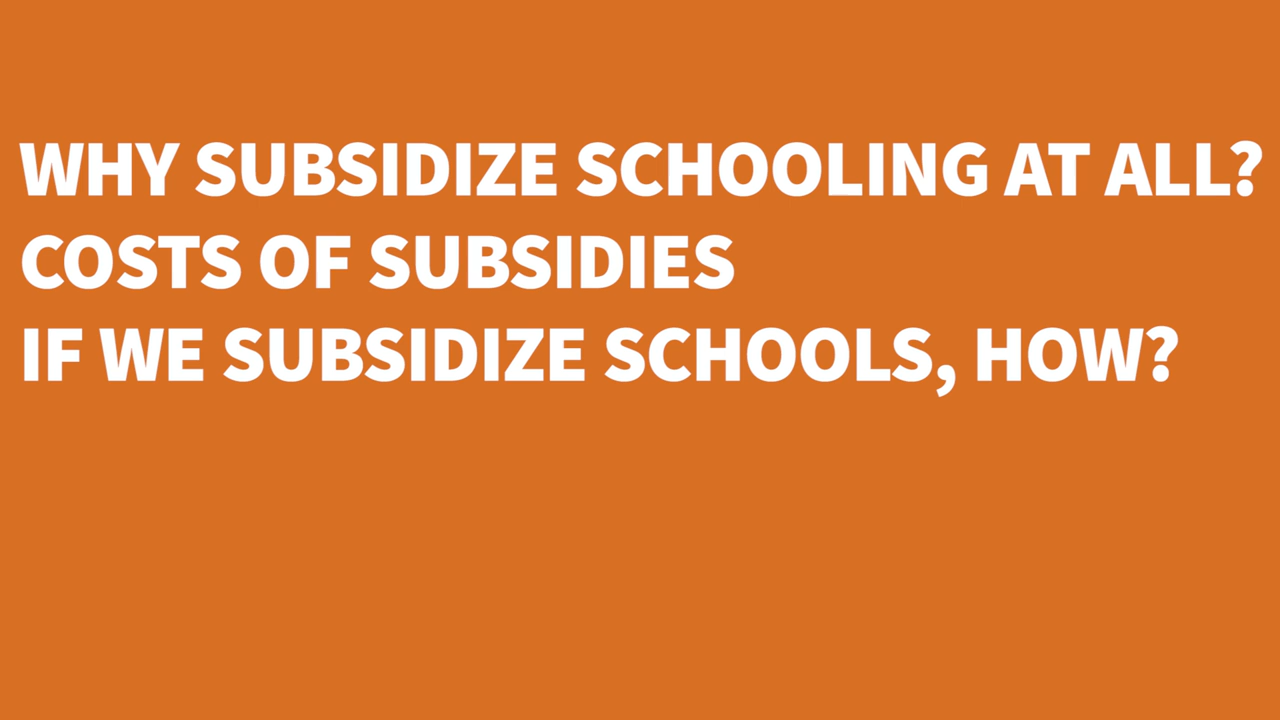 WHY SUBSIDIZE SCHOOLING AT ALL?
COSTS OF SUBSIDIES
IF WE SUBSIDIZE SCHOOLS, HOW?